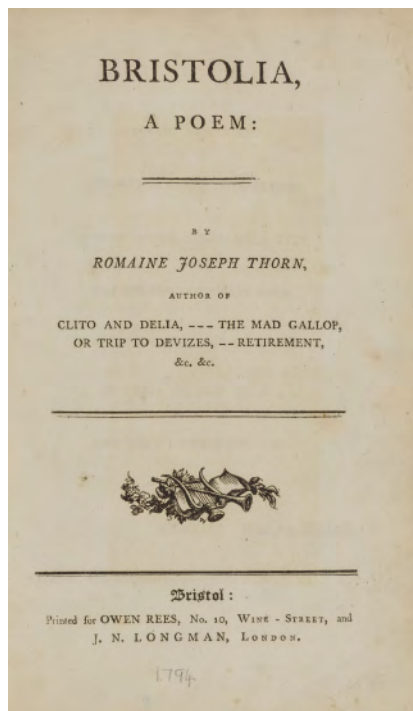 BRISTOLIA,
A POEM:
BY
ROMAINE JOSEPH THORN,
AUTHOR OF
CLITO AND DELIA, --- THE MAD GALLOP,
OR TRIP TO DEVIZES, -- RETIREMENT,
&c. &c.
Bristol:
Printed for OWEN REES, No. 10, WINE - STREET, and
J. N. LONGMAN, LONDON.
1794